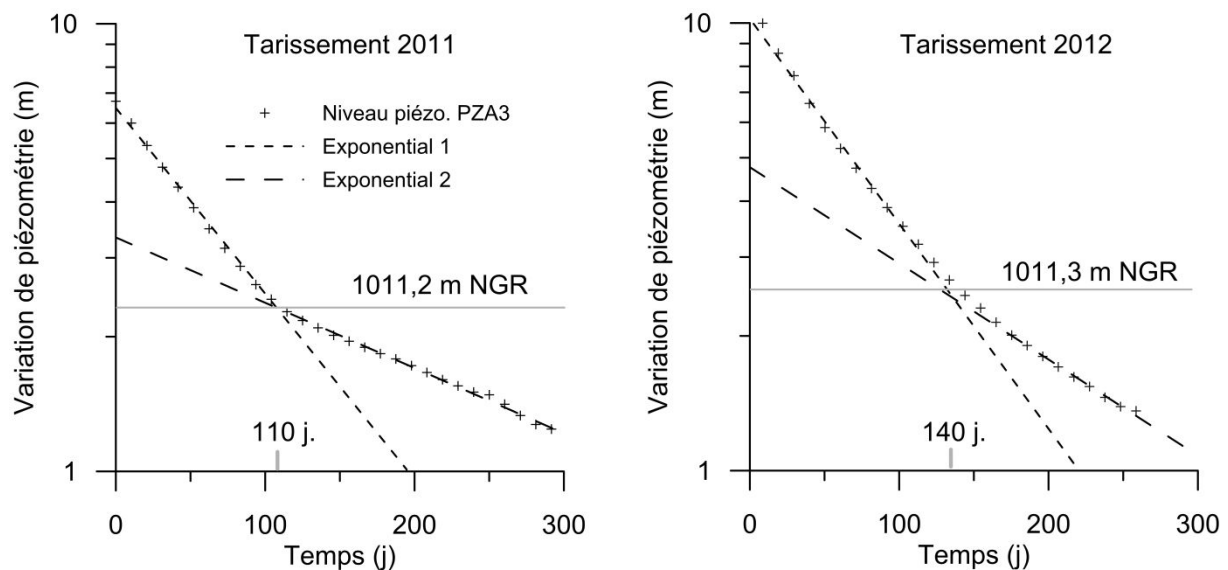 Tarissement 2011
Variation de piézométrie (m)
10
1
Niveau piézo. PZA3
Exponential 1
Exponential 2
1011,2 m NGR
110 j.
0
100
200
300
Temps (j)
Tarissement 2012
Variation de piézométrie (m)
10
1
1011,3 m NGR
140 j.
0
100
200
300
Temps (j)